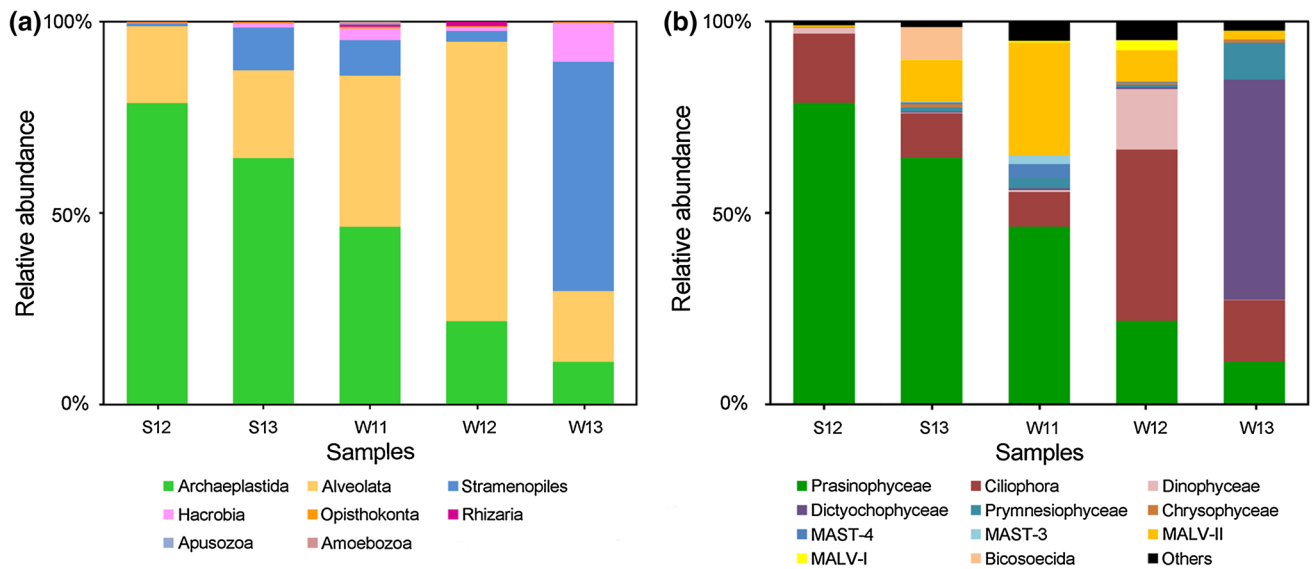 (a)
100%
50%
0%
Relative abundance
S12 S13 W11 W12 W13
Samples
Archaeplastida Alveolata Stramenopiles
Hacrobia Opisthokonta Rhizaria
Apusozoa Amoebozoa
(b)
100%
50%
0%
Relative abundance
S12 S13 W11 W12 W13
Samples
Prasinophyceae Ciliophora Dinophyceae
Dictyochophyceae Prymnesiophyceae Chrysophyceae
MAST-4 MAST-3 MALV-II
MALV-I Bicosoecida Others